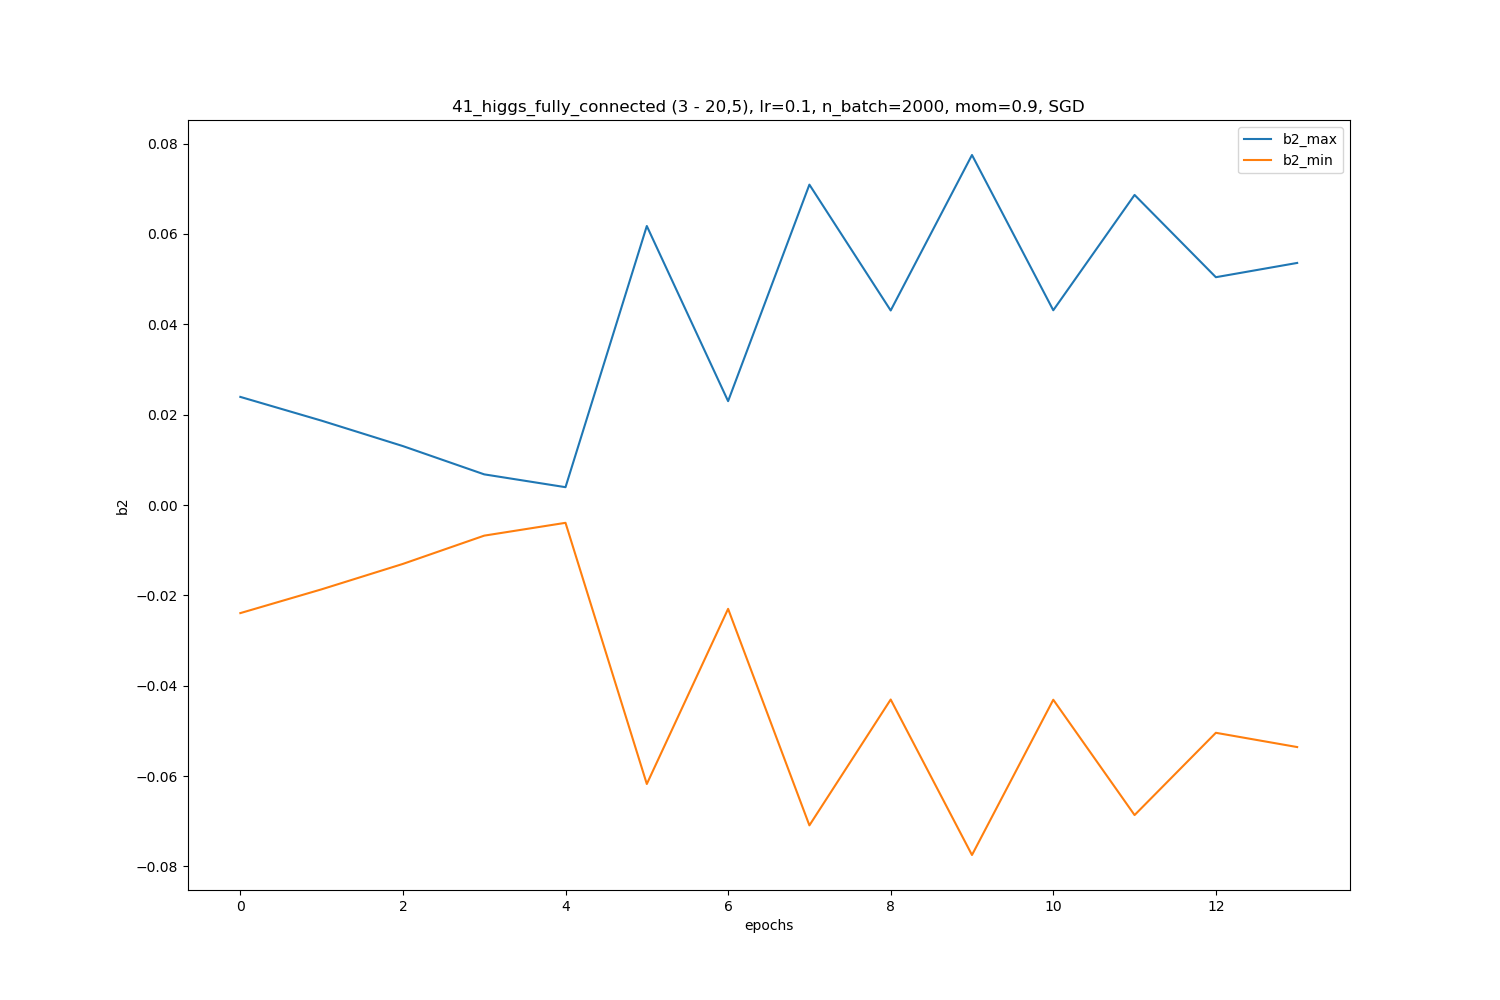 41_higgs_fully_connected (3 - 20,5), lr=0.1, n_batch=2000, mom=0.9, SGD
b2_max
b2_min
0.08
0.06
0.04
0.02
0.00
−0.02
−0.04
−0.06
−0.08
b2
0 2 4 6 8 10 12
epochs